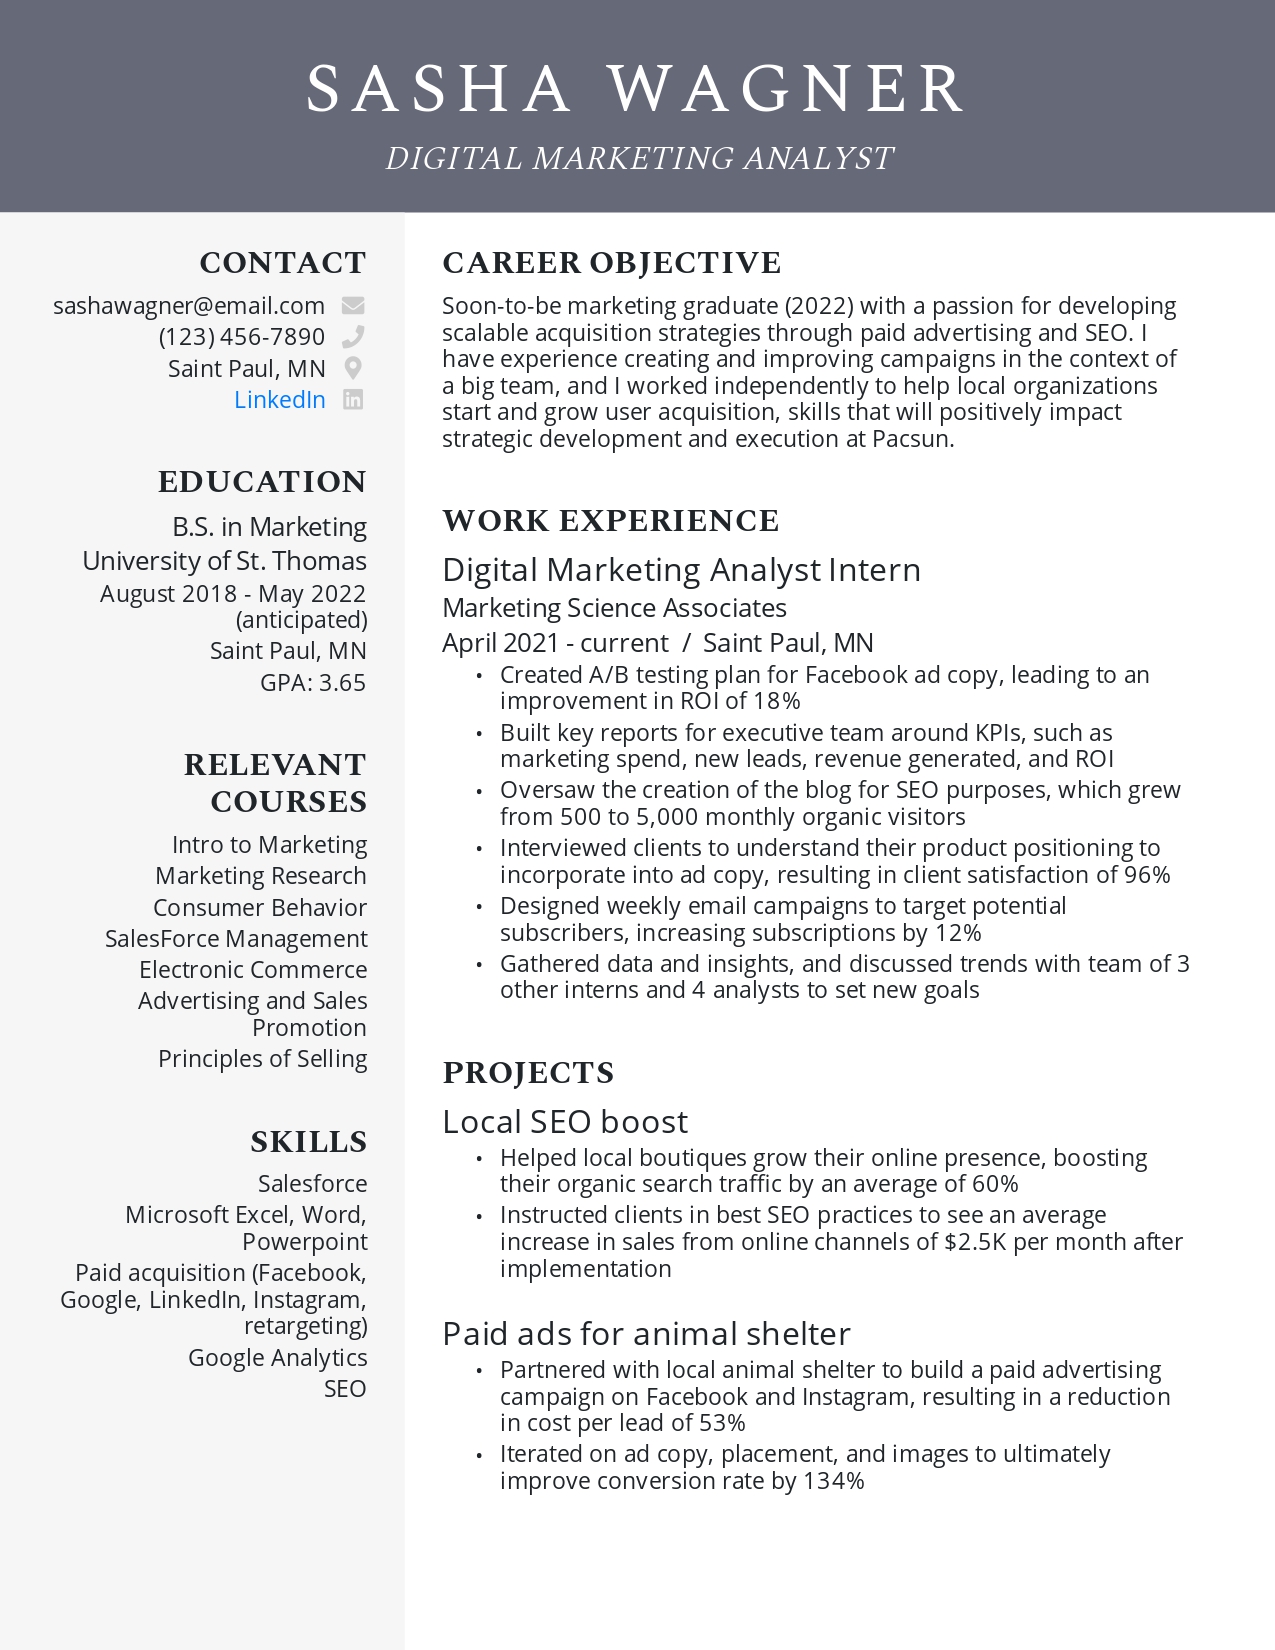 SASHA WAGNER
DIGITAL MARKETING ANALYST
CONTACT
sashawagner@email.com
(123) 456-7890
Saint Paul, MN
LinkedIn
EDUCATION
B.S. in Marketing
University of St. Thomas
August 2018 - May 2022
(anticipated)
Saint Paul, MN
GPA: 3.65
RELEVANT
COURSES
Intro to Marketing
Marketing Research
Consumer Behavior
SalesForce Management
Electronic Commerce
Advertising and Sales
Promotion
Principles of Selling
SKILLS
Salesforce
Microsoft Excel, Word,
Powerpoint
Paid acquisition (Facebook,
Google, LinkedIn, Instagram,
retargeting)
Google Analytics
SEO
CAREER OBJECTIVE
Soon-to-be marketing graduate (2022) with a passion for developing
scalable acquisition strategies through paid advertising and SEO. I
have experience creating and improving campaigns in the context of
a big team, and I worked independently to help local organizations
start and grow user acquisition, skills that will positively impact
strategic development and execution at Pacsun.
WORK EXPERIENCE
Digital Marketing Analyst Intern
Marketing Science Associates
April 2021 - current / Saint Paul, MN
• Created A/B testing plan for Facebook ad copy, leading to an
improvement in ROI of 18%
• Built key reports for executive team around KPIs, such as
marketing spend, new leads, revenue generated, and ROI
• Oversaw the creation of the blog for SEO purposes, which grew
from 500 to 5,000 monthly organic visitors
• Interviewed clients to understand their product positioning to
incorporate into ad copy, resulting in client satisfaction of 96%
• Designed weekly email campaigns to target potential
subscribers, increasing subscriptions by 12%
• Gathered data and insights, and discussed trends with team of 3
other interns and 4 analysts to set new goals
PROJECTS
Local SEO boost
• Helped local boutiques grow their online presence, boosting
their organic search traffic by an average of 60%
• Instructed clients in best SEO practices to see an average
increase in sales from online channels of $2.5K per month after
implementation
Paid ads for animal shelter
• Partnered with local animal shelter to build a paid advertising
campaign on Facebook and Instagram, resulting in a reduction
in cost per lead of 53%
• Iterated on ad copy, placement, and images to ultimately
improve conversion rate by 134%